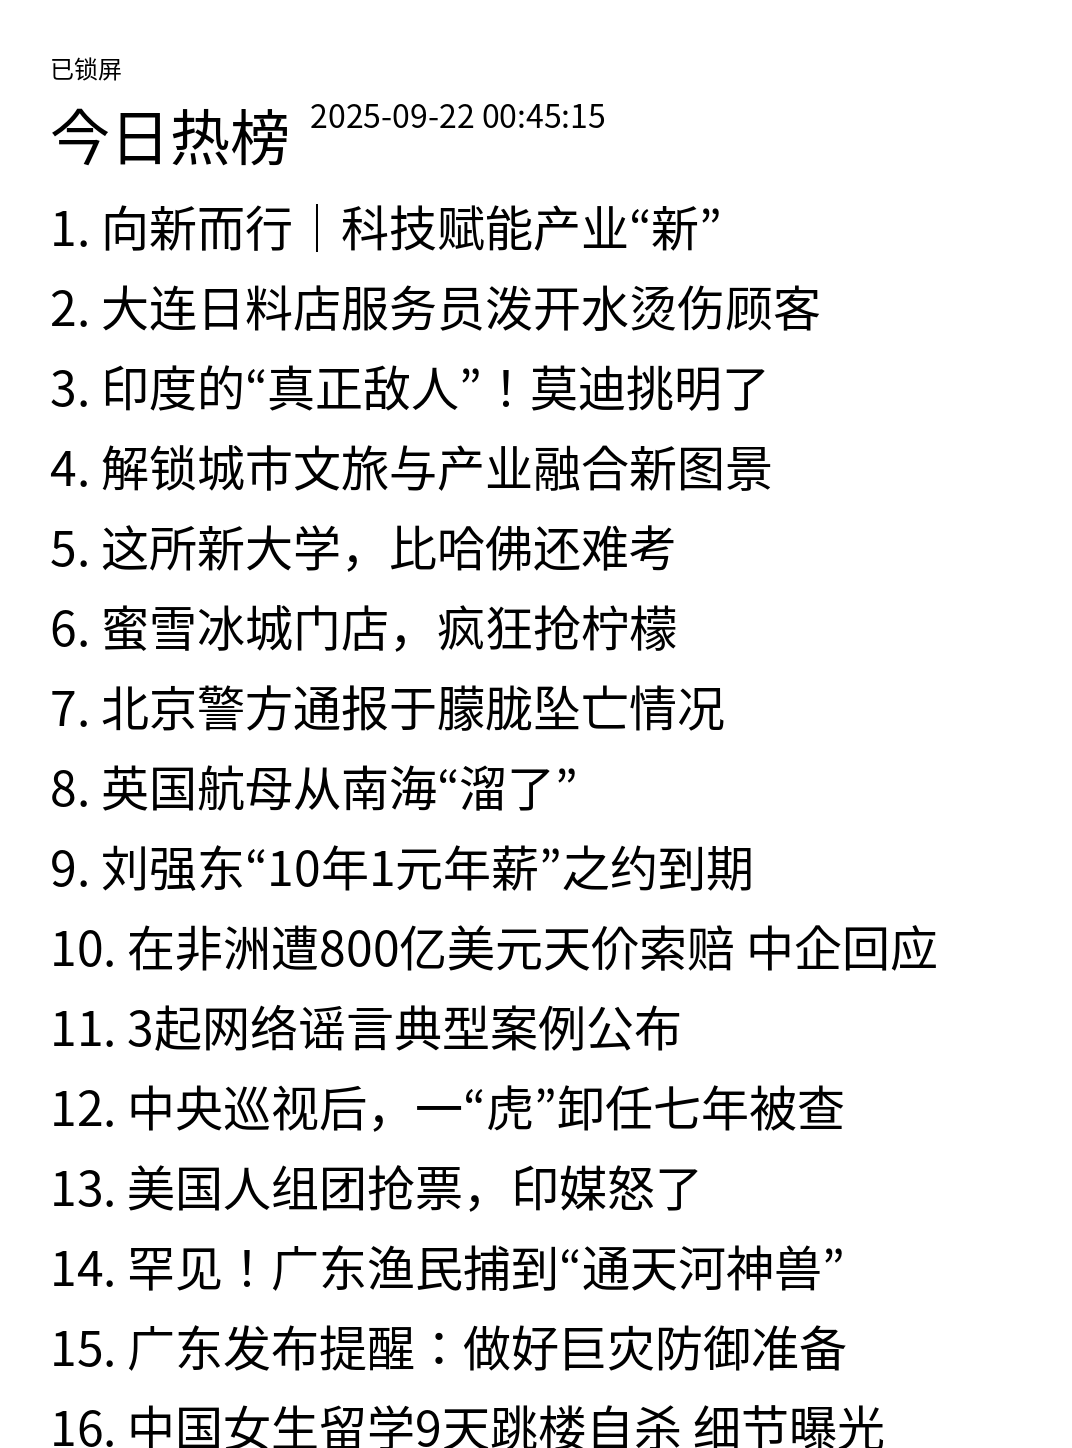 已锁屏
今日热榜 2025-09-22 00:45:15
1. 向新而行｜科技赋能产业“新”
2. 大连日料店服务员泼开水烫伤顾客
3. 印度的“真正敌人”！莫迪挑明了
4. 解锁城市文旅与产业融合新图景
5. 这所新大学，比哈佛还难考
6. 蜜雪冰城门店，疯狂抢柠檬
7. 北京警方通报于朦胧坠亡情况
8. 英国航母从南海“溜了”
9. 刘强东“10年1元年薪”之约到期
10. 在非洲遭800亿美元天价索赔 中企回应
11. 3起网络谣言典型案例公布
12. 中央巡视后，一“虎”卸任七年被查
13. 美国人组团抢票，印媒怒了
14. 罕见！广东渔民捕到“通天河神兽”
15. 广东发布提醒：做好巨灾防御准备
16. 中国女生留学9天跳楼自杀 细节曝光